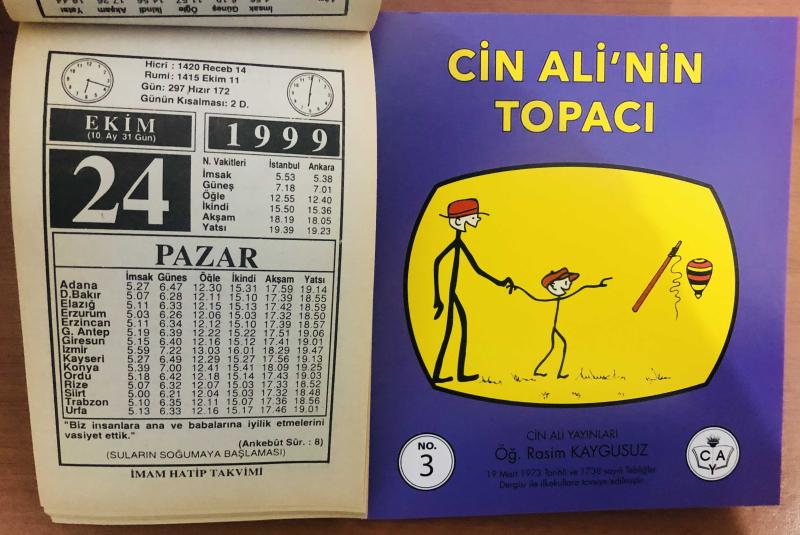 Hicri : 1420 Receb 14
Rumi: 1415 Ekim 11
Gün: 297 Hızır 172
Günün Kısalması: 2 D.
EKİM
(10. Ay 31 Gün)
1999
24
N. Vakitleri İstanbul Ankara
İmsak 5.53 5.38
Güneş 7.18 7.01
Öğle 12.55 12.40
İkindi 15.50 15.36
Akşam 18.19 18.05
Yatsı 19.39 19.23
PAZAR
İmsak Güneş Öğle İkindi Akşam Yatsı
Adana 5.27 6.47 12.30 15.31 17.59 19.14
D.Bakır 5.07 6.28 12.11 15.10 17.39 18.55
Elazığ 5.11 6.33 12.15 15.13 17.42 18.59
Erzurum 5.03 6.26 12.06 15.03 17.32 18.50
Erzincan 5.11 6.34 12.12 15.10 17.39 18.57
G. Antep 5.19 6.39 12.22 15.22 17.51 19.06
Giresun 5.15 6.40 12.16 15.12 17.41 19.01
İzmir 5.59 7.22 13.03 16.01 18.29 19.47
Kayseri 5.27 6.49 12.29 15.27 17.56 19.13
Konya 5.39 7.00 12.41 15.41 18.09 19.25
Ordu 5.18 6.42 12.18 15.14 17.43 19.03
Rize 5.07 6.32 12.07 15.03 17.33 18.52
Siirt 5.00 6.21 12.04 15.03 17.32 18.48
Trabzon 5.10 6.35 12.11 15.07 17.36 18.56
Urfa 5.13 6.33 12.16 15.17 17.46 19.01
"Biz insanlara ana ve babalarına iyilik etmelerini
vasiyet ettik."
(Ankebût Sûr. : 8)
(SULARIN SOĞUMAYA BAŞLAMASI)
İMAM HATİP TAKVİMİ
CİN ALİ'NİN
TOPACI
CİN ALİ YAYINLARI
Öğ. Rasim KAYGUSUZ
19 Mart 1973 Tarihli ve 1738 sayılı Tebliğler
Dergisi ile ilkokullara tavsiye edilmiştir.
NO.
3
C A
Y